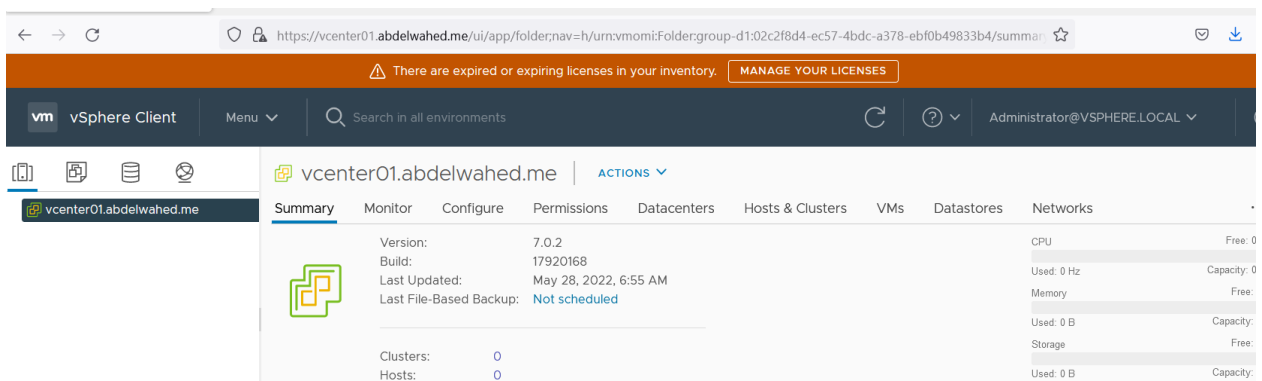 https://vcenter01.abdelwahed.me/ui/app/folder;nav=h/urn:vmomi:Folder:group-d1:02c2f8d4-ec57-4bdc-a378-ebf0b49833b4/summar
There are expired or expiring licenses in your inventory. MANAGE YOUR LICENSES
vm vSphere Client Menu Search in all environments Administrator@VSPHERE.LOCAL
vcenter01.abdelwahed.me ACTIONS
vcenter01.abdelwahed.me
Summary Monitor Configure Permissions Datacenters Hosts & Clusters VMs Datastores Networks
Version: 7.0.2
Build: 17920168
Last Updated: May 28, 2022, 6:55 AM
Last File-Based Backup: Not scheduled
Clusters: 0
Hosts: 0
CPU Free: 0
Used: 0 Hz Capacity: 0
Memory Free:
Used: 0 B Capacity:
Storage Free:
Used: 0 B Capacity: